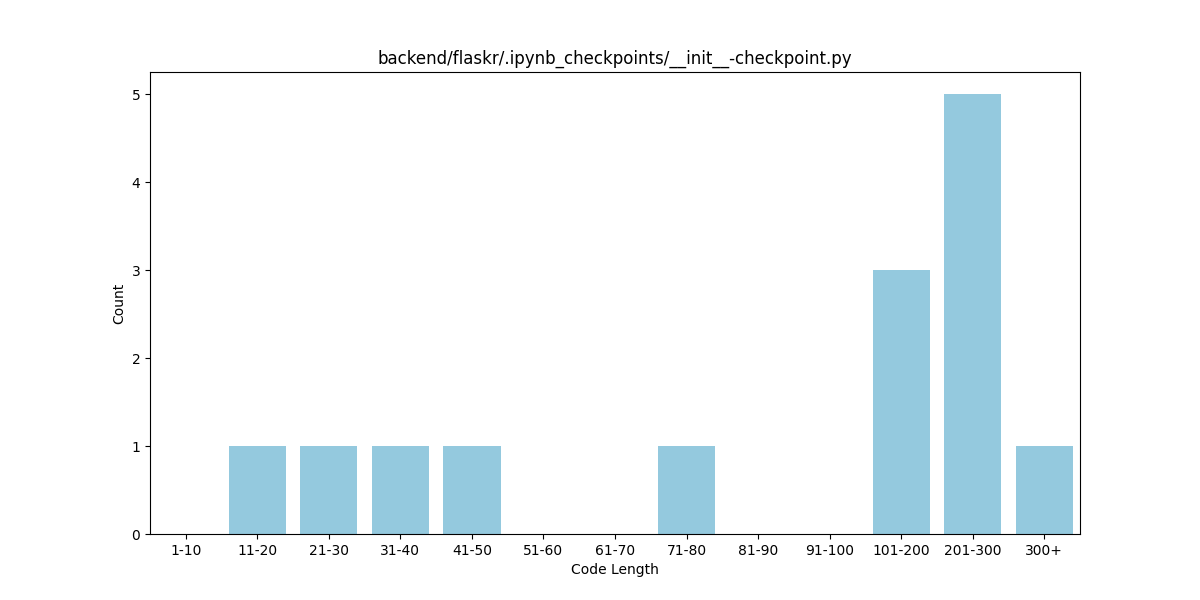 backend/flaskr/.ipynb_checkpoints/__init__-checkpoint.py
5
4
3
2
1
0
Count
1-10 11-20 21-30 31-40 41-50 51-60 61-70 71-80 81-90 91-100 101-200 201-300 300+
Code Length